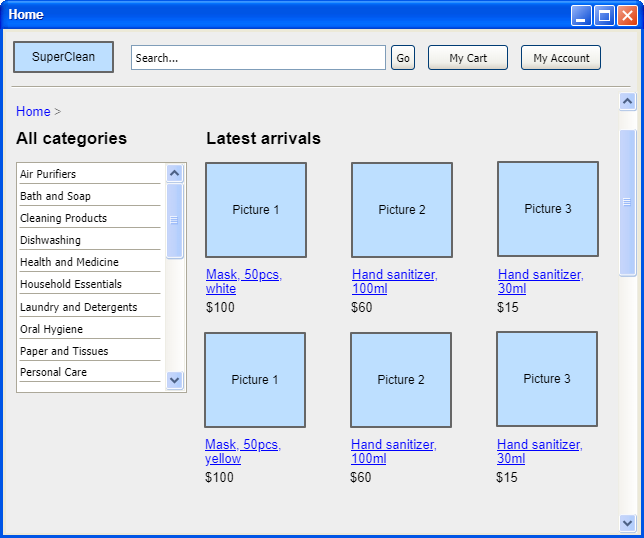 Home
SuperClean
Search...
Go
My Cart
My Account
Home >
All categories
Latest arrivals
Air Purifiers
Bath and Soap
Cleaning Products
Dishwashing
Health and Medicine
Household Essentials
Laundry and Detergents
Oral Hygiene
Paper and Tissues
Personal Care
Picture 1
Picture 2
Picture 3
Mask, 50pcs,
white
$100
Hand sanitizer,
100ml
$60
Hand sanitizer,
30ml
$15
Picture 1
Picture 2
Picture 3
Mask, 50pcs,
yellow
$100
Hand sanitizer,
100ml
$60
Hand sanitizer,
30ml
$15